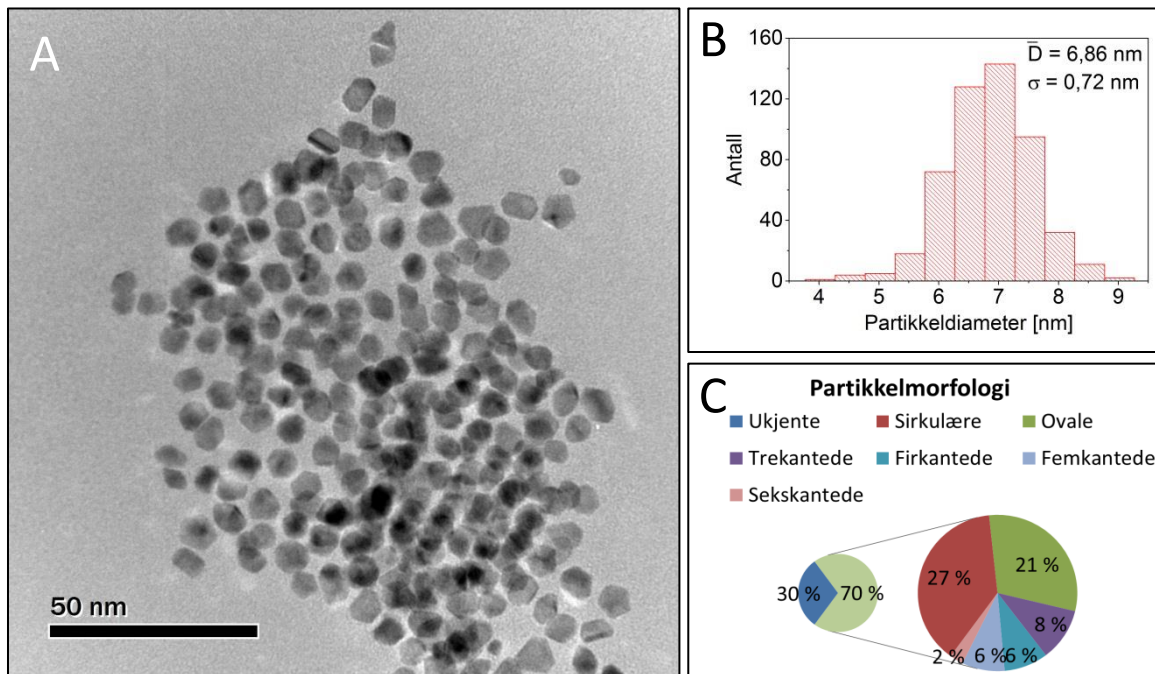 A
50 nm
B
D̄ = 6,86 nm
σ = 0,72 nm
160
120
80
40
0
Antall
4 5 6 7 8 9
Partikkeldiameter [nm]
C
Partikkelmorfologi
Ukjente Sirkulære Ovale
Trekantede Firkantede Femkantede
Sekskantede
30 % 70 %
27 % 21 %
8 %
2 % 6 % 6 %